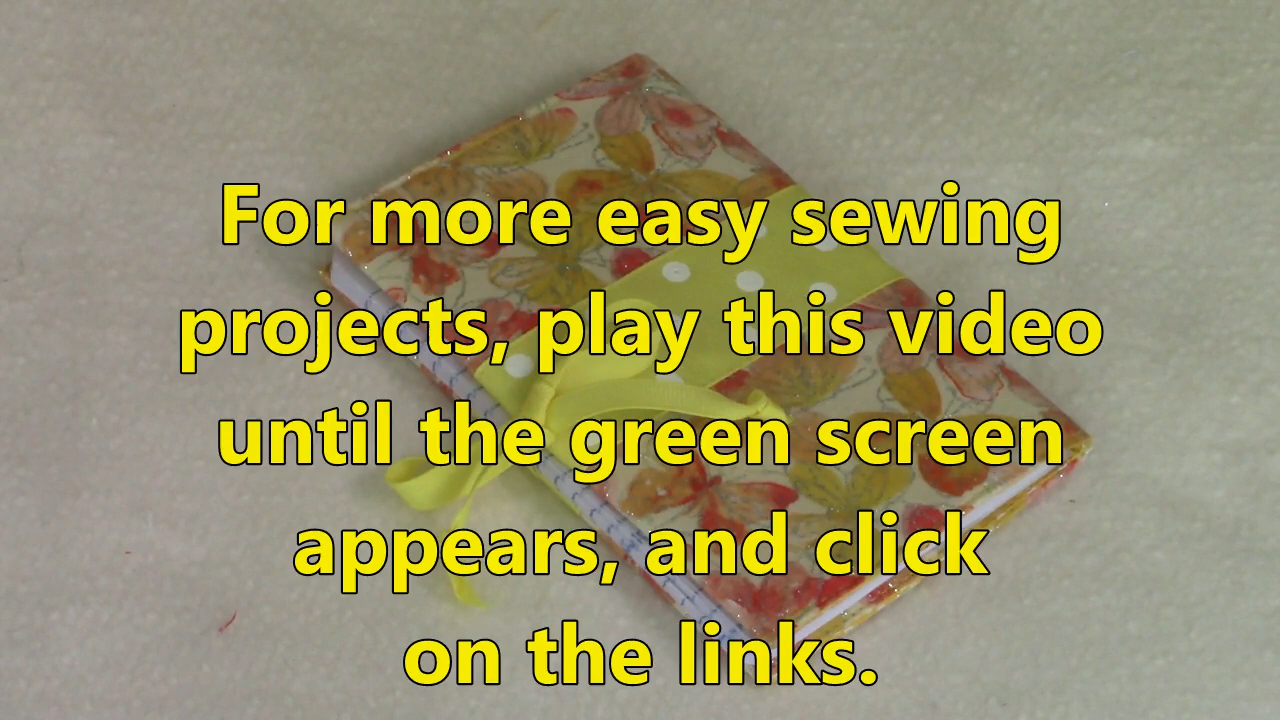 For more easy sewing
projects, play this video
until the green screen
appears, and click
on the links.